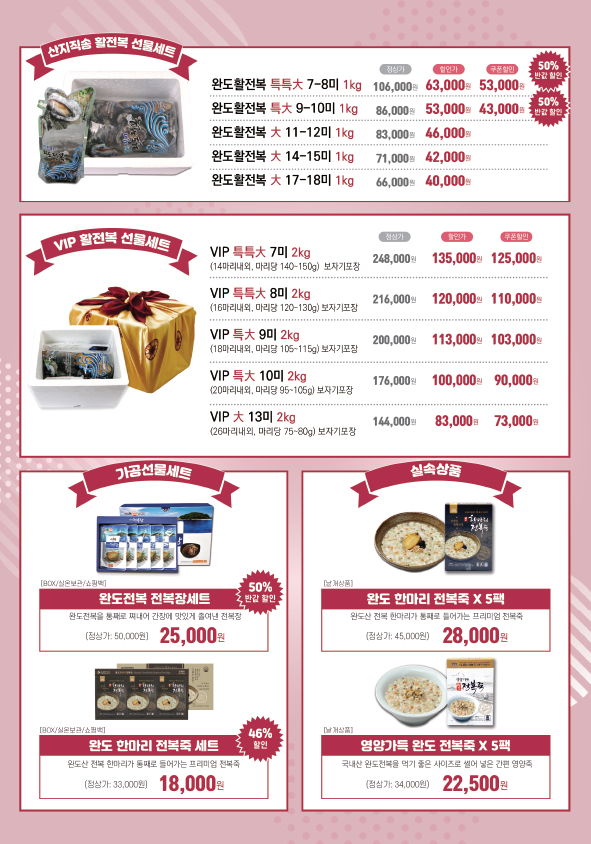 산지직송 활전복 선물세트
정상가 할인가 쿠폰할인
완도활전복 특특大 7-8미 1kg 106,000원 63,000원 53,000원 50% 반값 할인
완도활전복 특大 9-10미 1kg 86,000원 53,000원 43,000원 50% 반값 할인
완도활전복 大 11-12미 1kg 83,000원 46,000원
완도활전복 大 14-15미 1kg 71,000원 42,000원
완도활전복 大 17-18미 1kg 66,000원 40,000원
VIP 활전복 선물세트
정상가 할인가 쿠폰할인
VIP 특특大 7미 2kg 248,000원 135,000원 125,000원
(14마리내외, 마리당 140~150g) 보자기포장
VIP 특특大 8미 2kg 216,000원 120,000원 110,000원
(16마리내외, 마리당 120~130g) 보자기포장
VIP 특大 9미 2kg 200,000원 113,000원 103,000원
(18마리내외, 마리당 105~115g) 보자기포장
VIP 특大 10미 2kg 176,000원 100,000원 90,000원
(20마리내외, 마리당 95~105g) 보자기포장
VIP 大 13미 2kg 144,000원 83,000원 73,000원
(26마리내외, 마리당 75~80g) 보자기포장
가공선물세트
[BOX/실온보관/쇼핑백]
50%
반값 할인
완도전복 전복장세트
완도전복을 통째로 쪄내어 간장에 맛있게 졸여낸 전복장
(정상가: 50,000원) 25,000원
한마리
전복죽
[BOX/실온보관/쇼핑백]
46%
할인
완도 한마리 전복죽 세트
완도산 전복 한마리가 통째로 들어가는 프리미엄 전복죽
(정상가: 33,000원) 18,000원
실속상품
한마리
전복죽
[낱개상품]
완도 한마리 전복죽 X 5팩
완도산 전복 한마리가 통째로 들어가는 프리미엄 전복죽
(정상가: 45,000원) 28,000원
전복죽
[낱개상품]
영양가득 완도 전복죽 X 5팩
국내산 완도전복을 먹기 좋은 사이즈로 썰어 넣은 간편 영양죽
(정상가: 34,000원) 22,500원